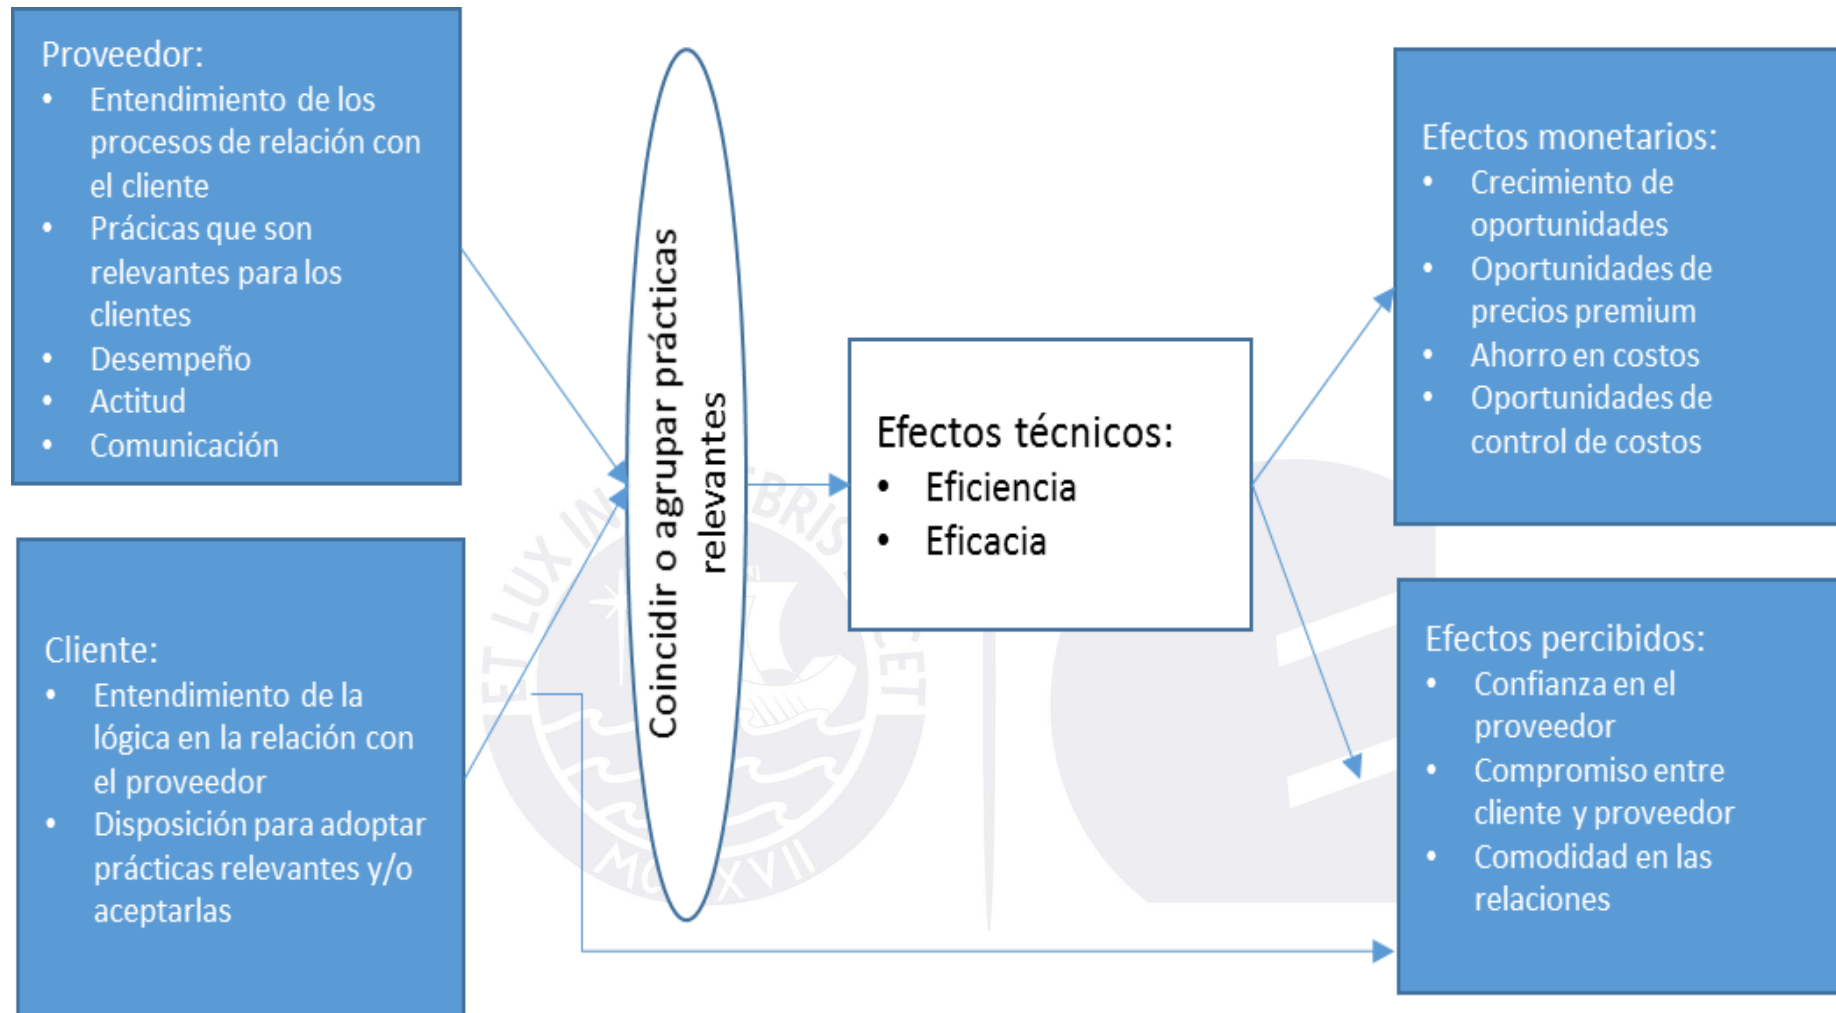 Proveedor:
• Entendimiento de los
procesos de relación con
el cliente
• Prácicas que son
relevantes para los
clientes
• Desempeño
• Actitud
• Comunicación
Cliente:
• Entendimiento de la
lógica en la relación con
el proveedor
• Disposición para adoptar
prácticas relevantes y/o
aceptarlas
Coincidir o agrupar prácticas
relevantes
Efectos técnicos:
• Eficiencia
• Eficacia
Efectos monetarios:
• Crecimiento de
oportunidades
• Oportunidades de
precios premium
• Ahorro en costos
• Oportunidades de
control de costos
Efectos percibidos:
• Confianza en el
proveedor
• Compromiso entre
cliente y proveedor
• Comodidad en las
relaciones
ET LUX IN